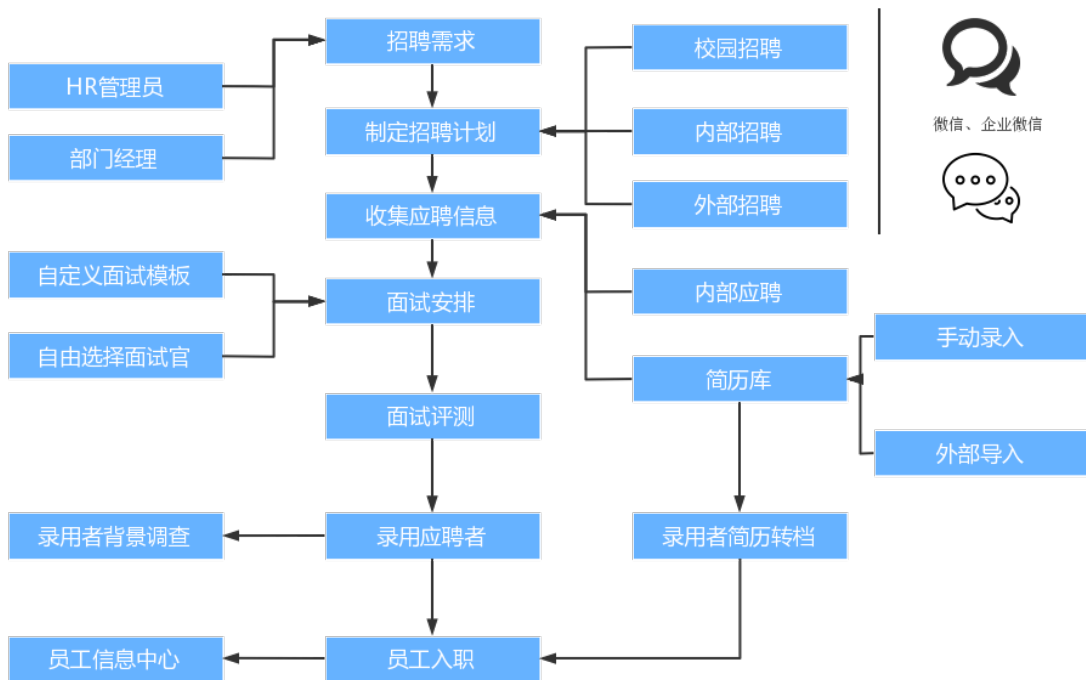 招聘需求
校园招聘
HR管理员
制定招聘计划
内部招聘
微信、企业微信
部门经理
收集应聘信息
外部招聘
自定义面试模板
面试安排
内部应聘
手动录入
自由选择面试官
简历库
面试评测
外部导入
录用者背景调查
录用应聘者
录用者简历转档
员工信息中心
员工入职